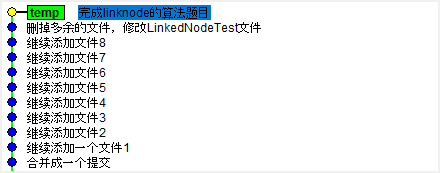 temp 完成linknode的算法题目
删掉多余的文件，修改LinkedNodeTest文件
继续添加文件8
继续添加文件7
继续添加文件6
继续添加文件5
继续添加文件4
继续添加文件3
继续添加文件2
继续添加一个文件1
合并成一个提交